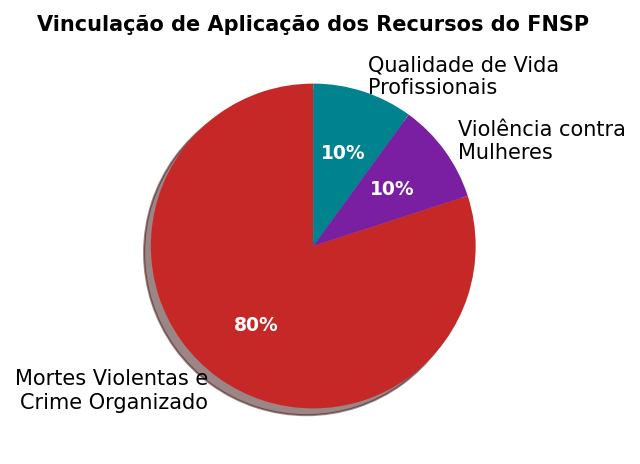 Vinculação de Aplicação dos Recursos do FNSP
Qualidade de Vida
Profissionais
Violência contra
Mulheres
10%
10%
80%
Mortes Violentas e
Crime Organizado